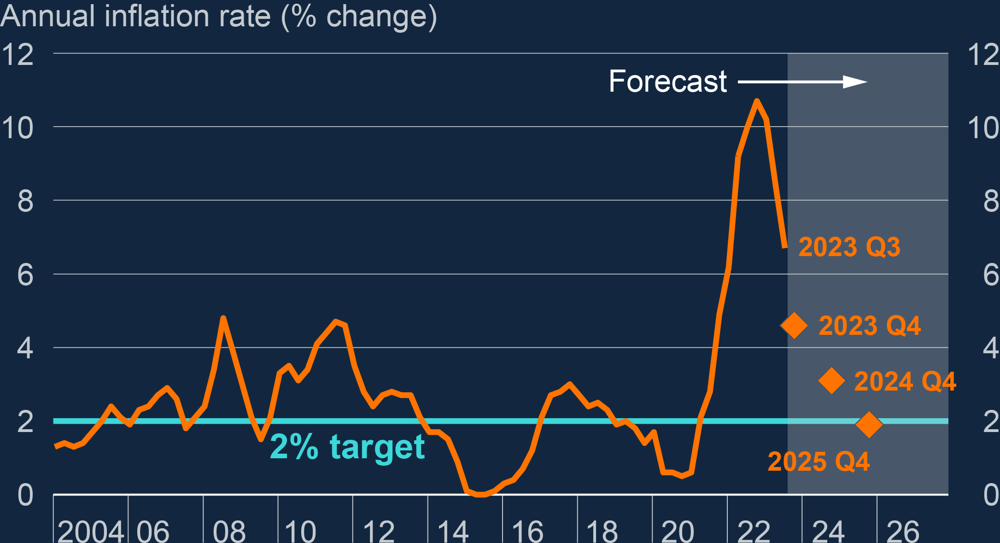 Annual inflation rate (% change)
12 12
Forecast
10 10
8 8
2023 Q3
6 6
2023 Q4
4 4
2024 Q4
2 2
2% target
2025 Q4
0 0
2004 06 08 10 12 14 16 18 20 22 24 26